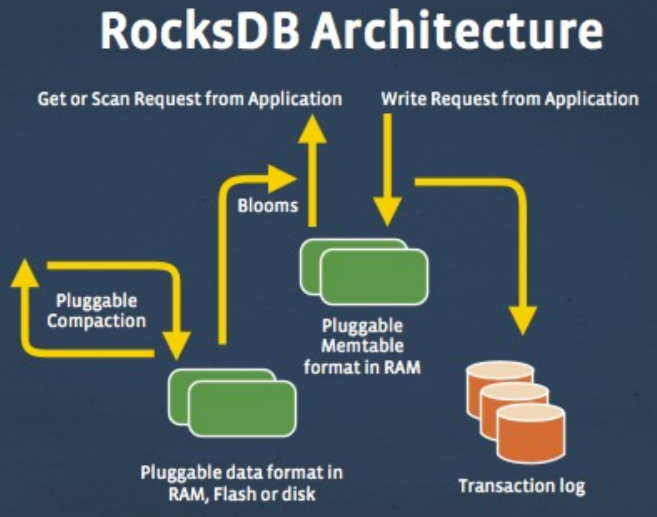 RocksDB Architecture
Get or Scan Request from Application
Write Request from Application
Blooms
Pluggable
Compaction
Pluggable
Memtable
format in RAM
Pluggable data format in
RAM, Flash or disk
Transaction log